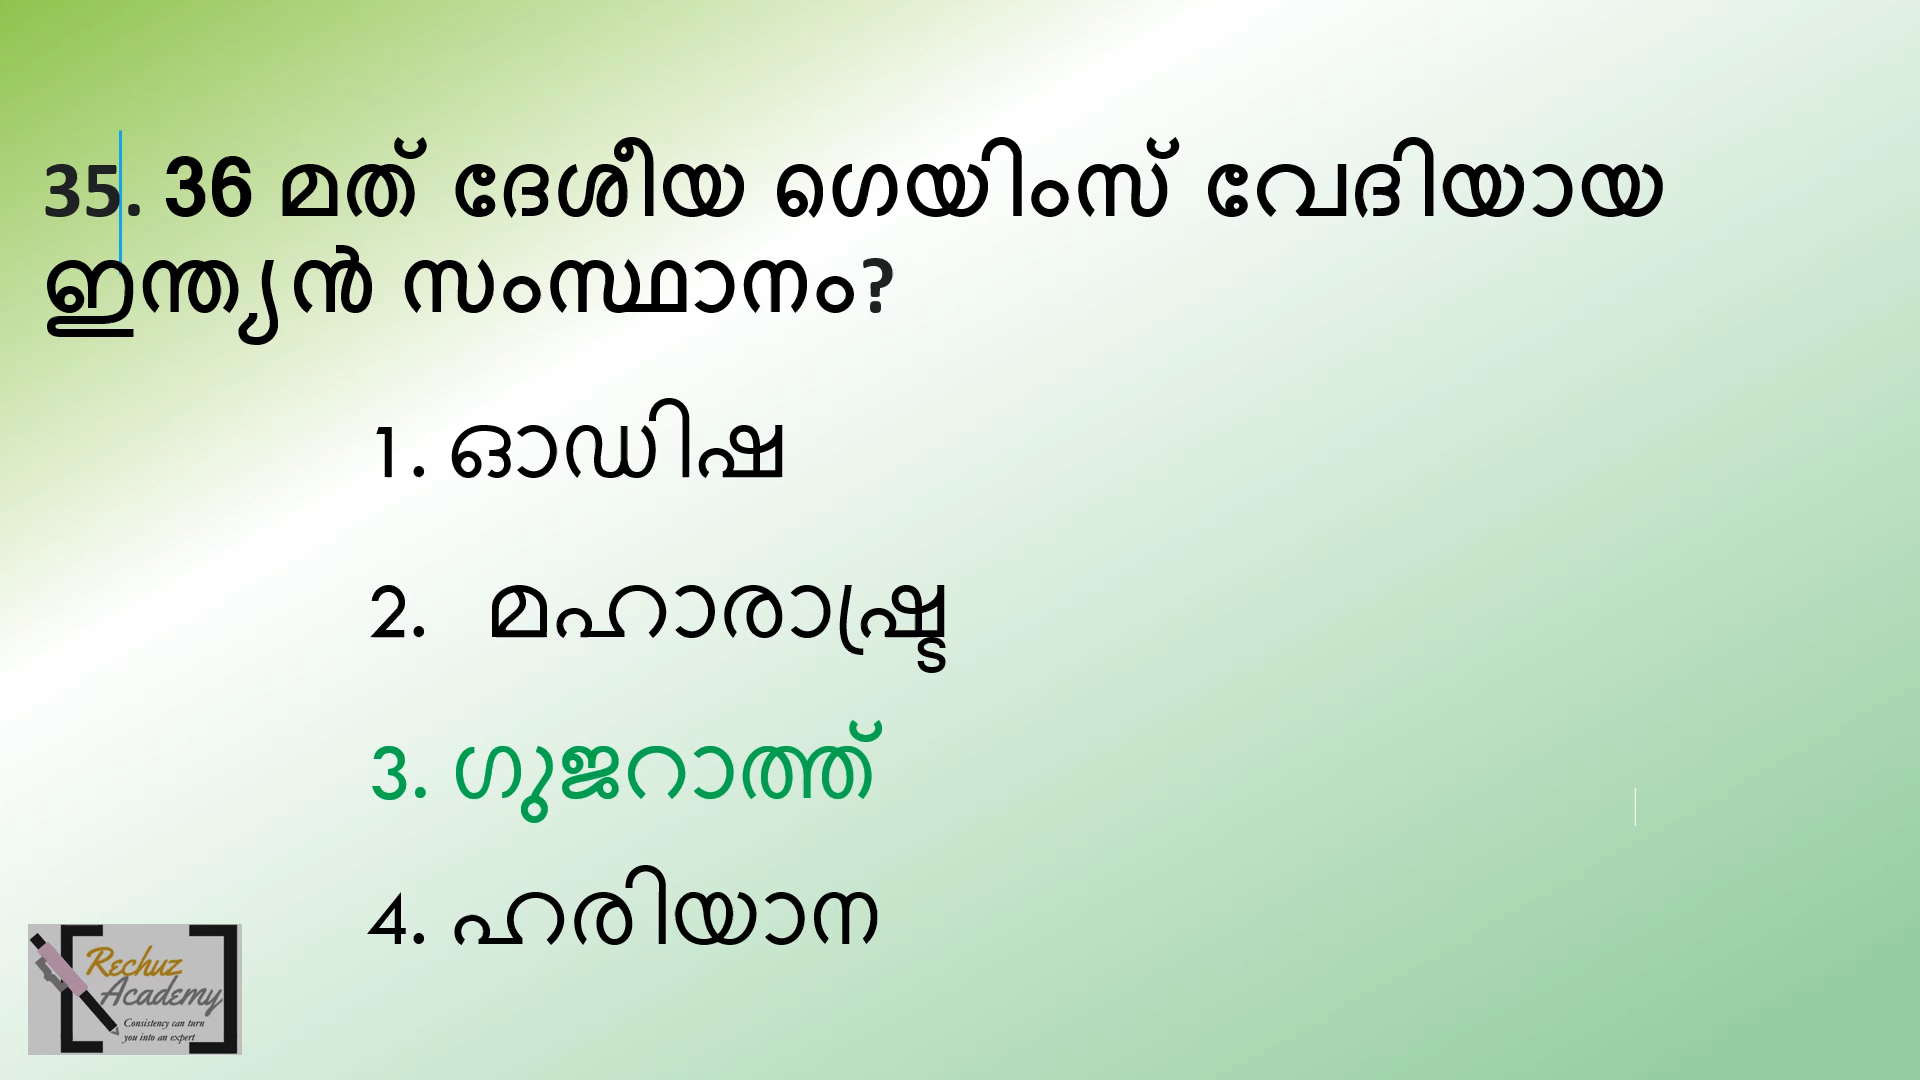 35. 36 മത് ദേശീയ ഗെയിംസ് വേദിയായ
ഇന്ത്യൻ സംസ്ഥാനം?
1. ഓഡിഷ
2. മഹാരാഷ്ട്ര
3. ഗുജറാത്ത്
4. ഹരിയാന
Rechuz
Academy
Consistency can turn
you into an expert